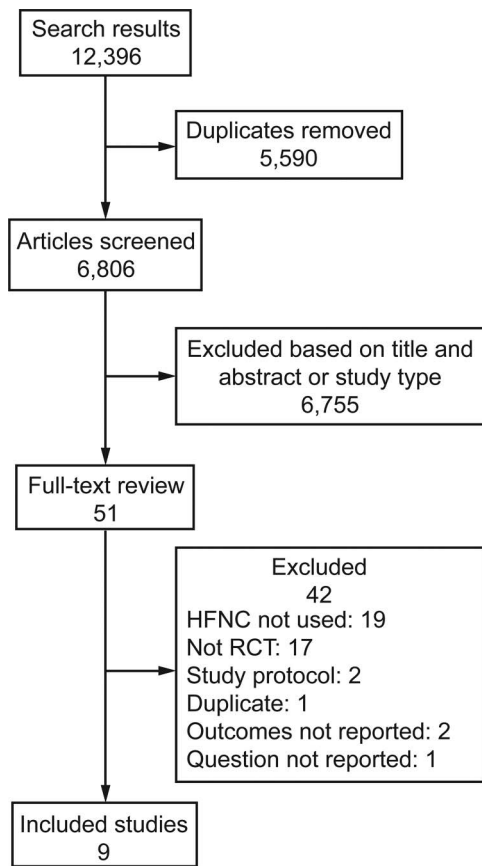 Search results
12,396
Duplicates removed
5,590
Articles screened
6,806
Excluded based on title and
abstract or study type
6,755
Full-text review
51
Excluded
42
HFNC not used: 19
Not RCT: 17
Study protocol: 2
Duplicate: 1
Outcomes not reported: 2
Question not reported: 1
Included studies
9